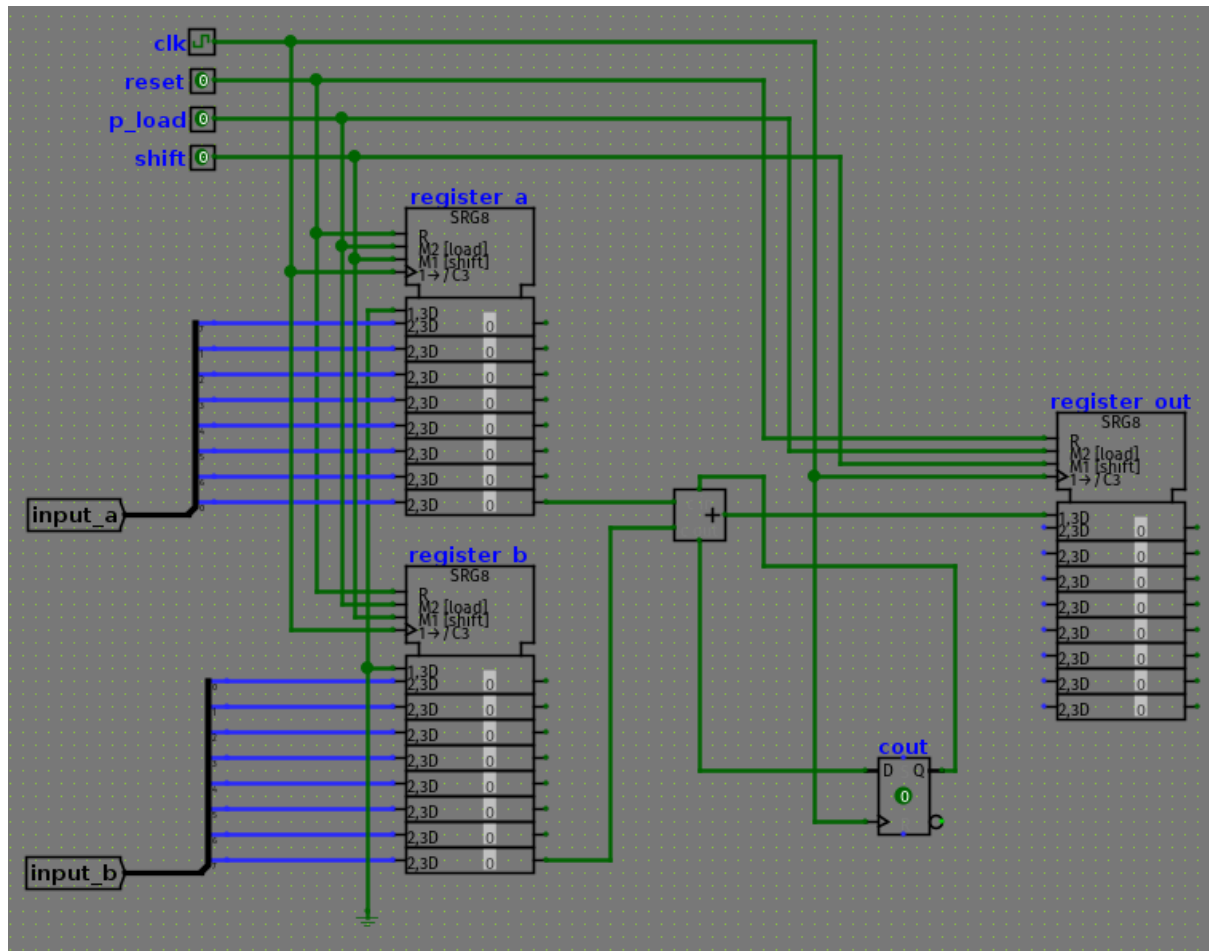 clk
reset 0
p_load 0
shift 0
register_a
SRG8
R
M2 [load]
M1 [shift]
1→/C3
1,3D
2,3D 0
2,3D 0
2,3D 0
2,3D 0
2,3D 0
2,3D 0
2,3D 0
2,3D 0
input_a
register_b
SRG8
R
M2 [load]
M1 [shift]
1→/C3
1,3D
2,3D 0
2,3D 0
2,3D 0
2,3D 0
2,3D 0
2,3D 0
2,3D 0
2,3D 0
input_b
+
register_out
SRG8
R
M2 [load]
M1 [shift]
1→/C3
1,3D
2,3D 0
2,3D 0
2,3D 0
2,3D 0
2,3D 0
2,3D 0
2,3D 0
2,3D 0
cout
D Q
0